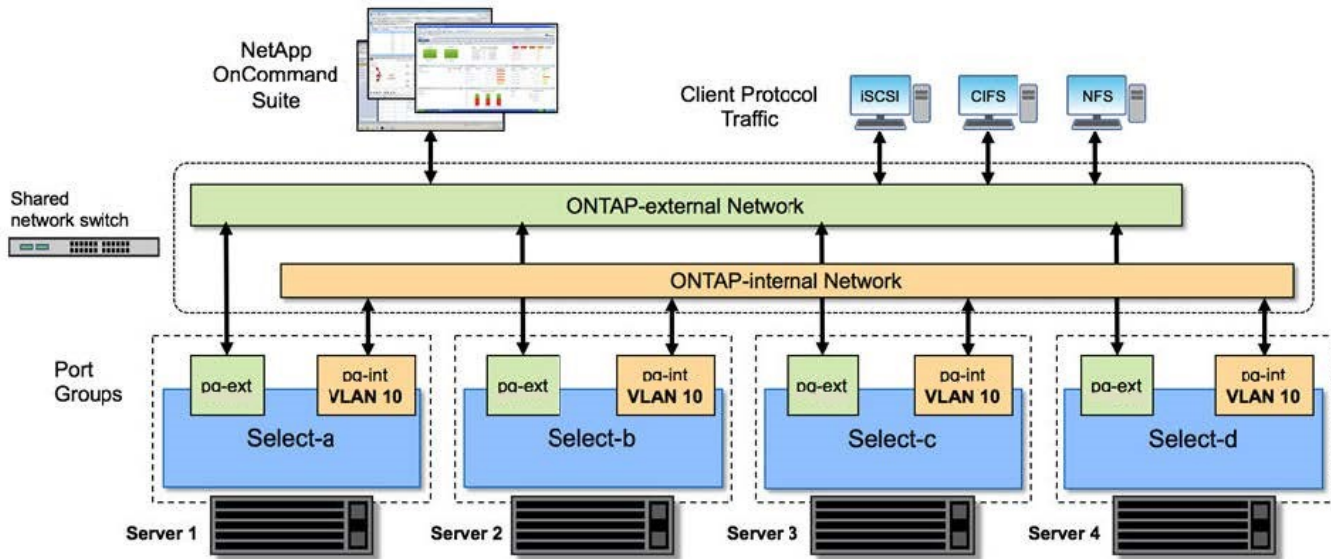 NetApp
OnCommand
Suite
Client Protocol
Traffic
iSCSI
CIFS
NFS
Shared
network switch
ONTAP-external Network
ONTAP-internal Network
Port
Groups
pg-ext
pg-int
VLAN 10
pg-ext
pg-int
VLAN 10
pg-ext
pg-int
VLAN 10
pg-ext
pg-int
VLAN 10
Select-a
Select-b
Select-c
Select-d
Server 1
Server 2
Server 3
Server 4